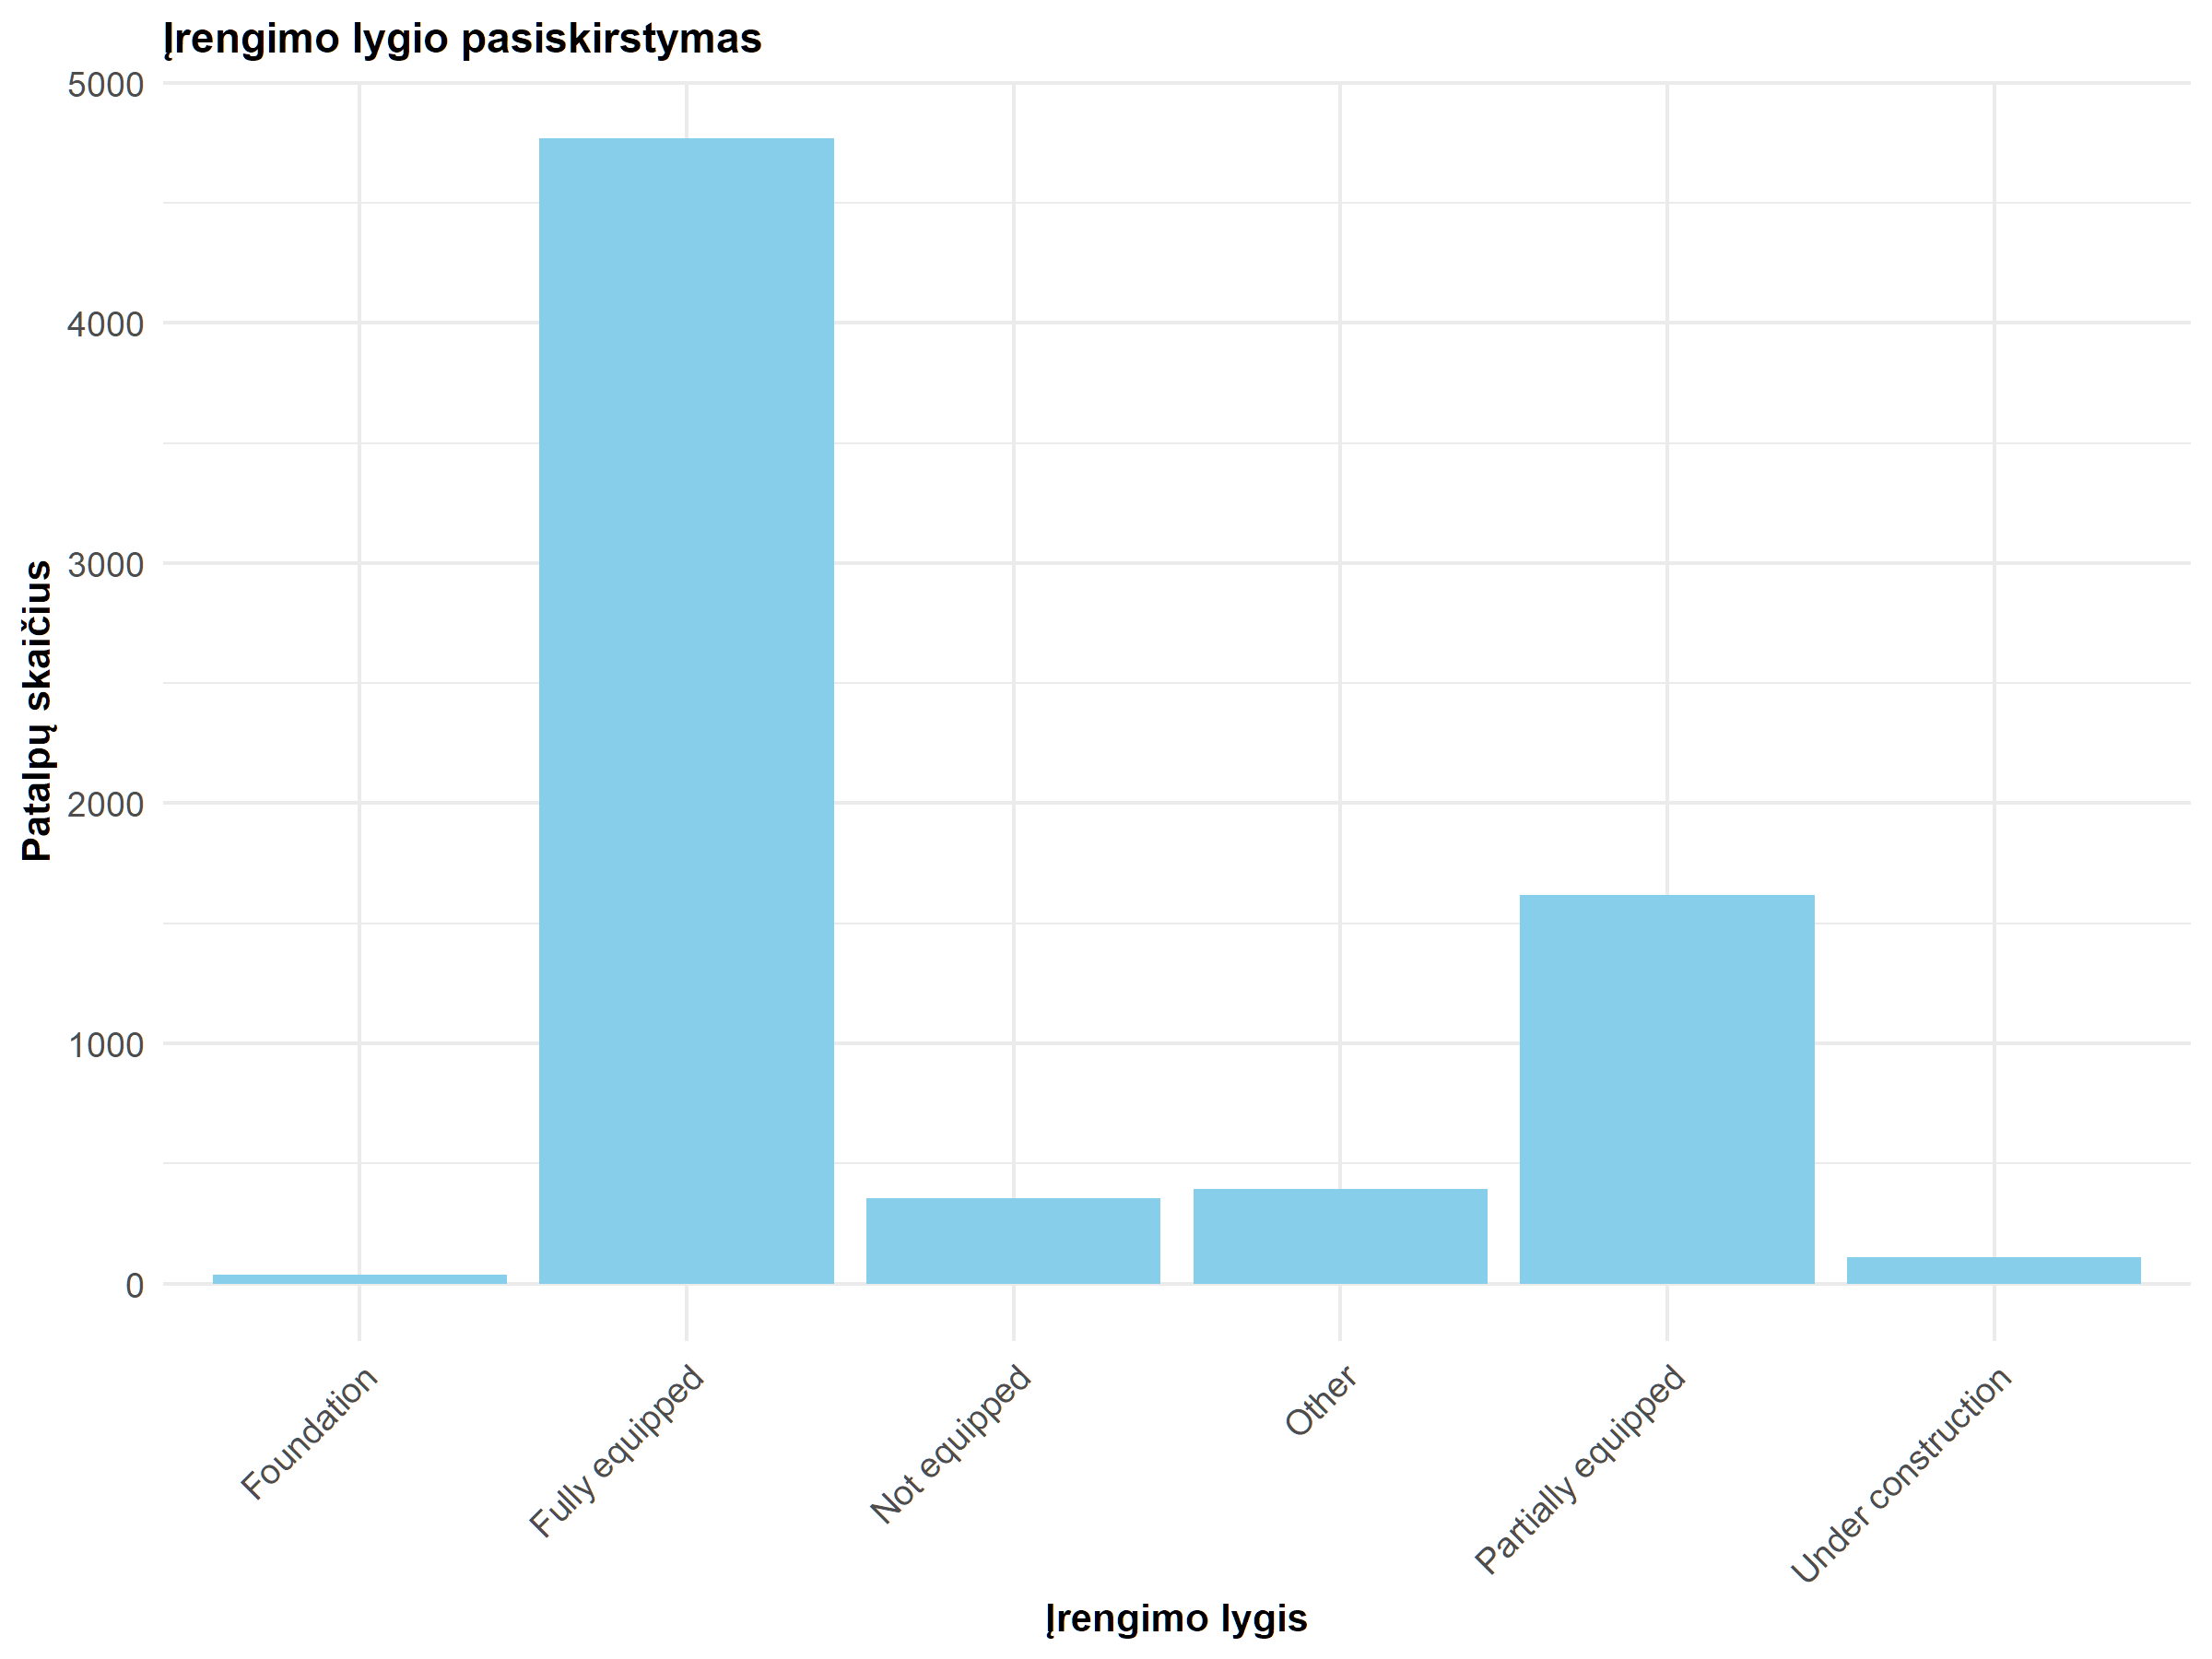 Įrengimo lygio pasiskirstymas
5000
4000
3000
2000
1000
0
Patalpų skaičius
Foundation
Fully equipped
Not equipped
Other
Partially equipped
Under construction
Įrengimo lygis